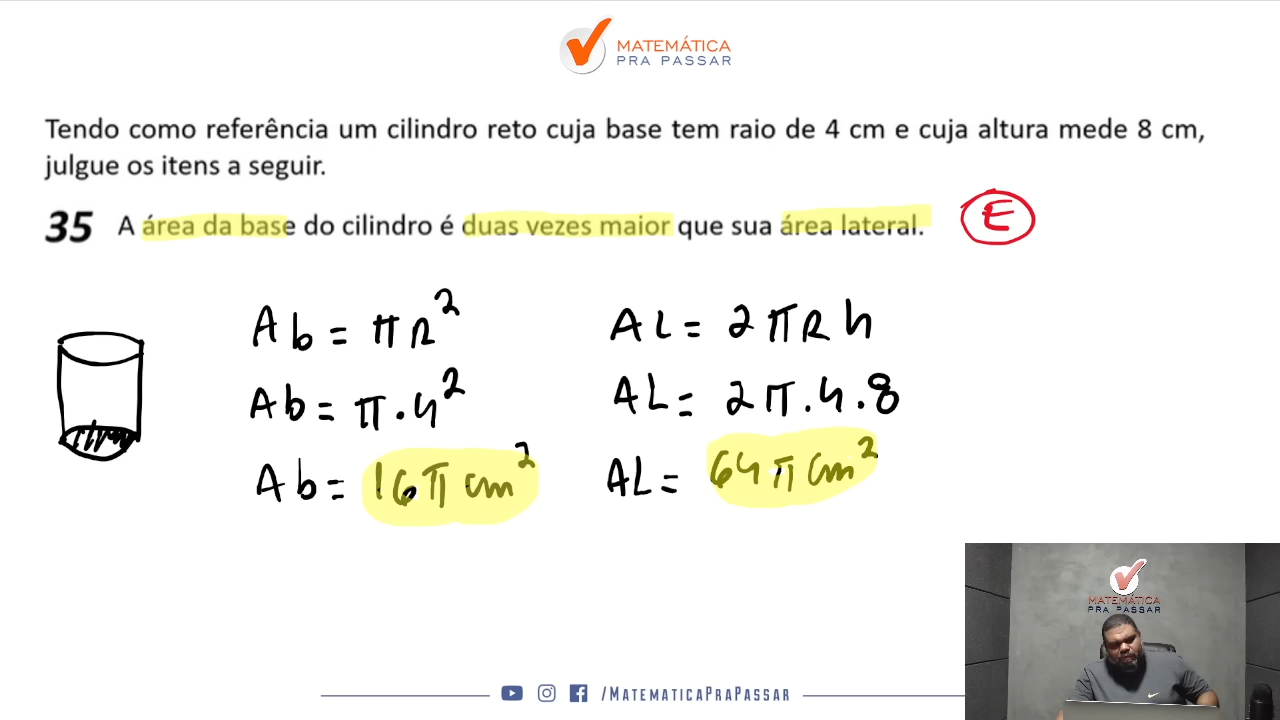 MATEMÁTICA
PRA PASSAR
Tendo como referência um cilindro reto cuja base tem raio de 4 cm e cuja altura mede 8 cm,
julgue os itens a seguir.
35 A área da base do cilindro é duas vezes maior que sua área lateral. E
Ab = πR² AL = 2πRh
Ab = π.4² AL = 2π.4.8
Ab = 16π cm² AL = 64π cm²
MATEMÁTICA
PRA PASSAR
/MATEMATICAPRAPASSAR